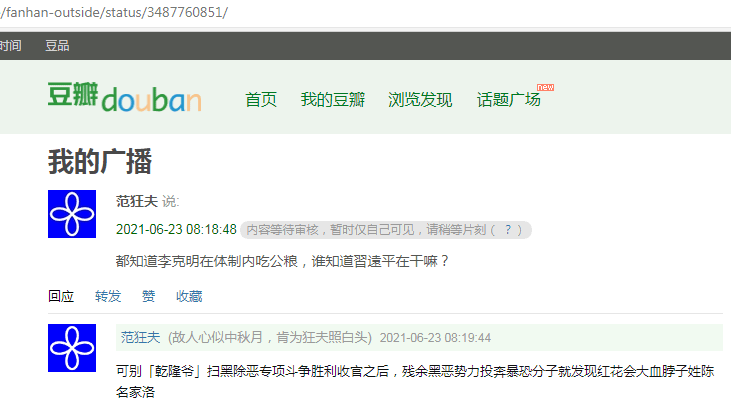 /fanhan-outside/status/3487760851/
时间 豆品
豆瓣douban 首页 我的豆瓣 浏览发现 话题广场 new
我的广播
范狂夫 说:
2021-06-23 08:18:48 内容等待审核，暂时仅自己可见，请稍等片刻（ ? ）
都知道李克明在体制内吃公粮，谁知道習遠平在干嘛？
回应 转发 赞 收藏
范狂夫 (故人心似中秋月，肯为狂夫照白头) 2021-06-23 08:19:44
可别「乾隆爷」扫黑除恶专项斗争胜利收官之后，残余黑恶势力投奔暴恐分子就发现红花会大血脖子姓陈
名家洛